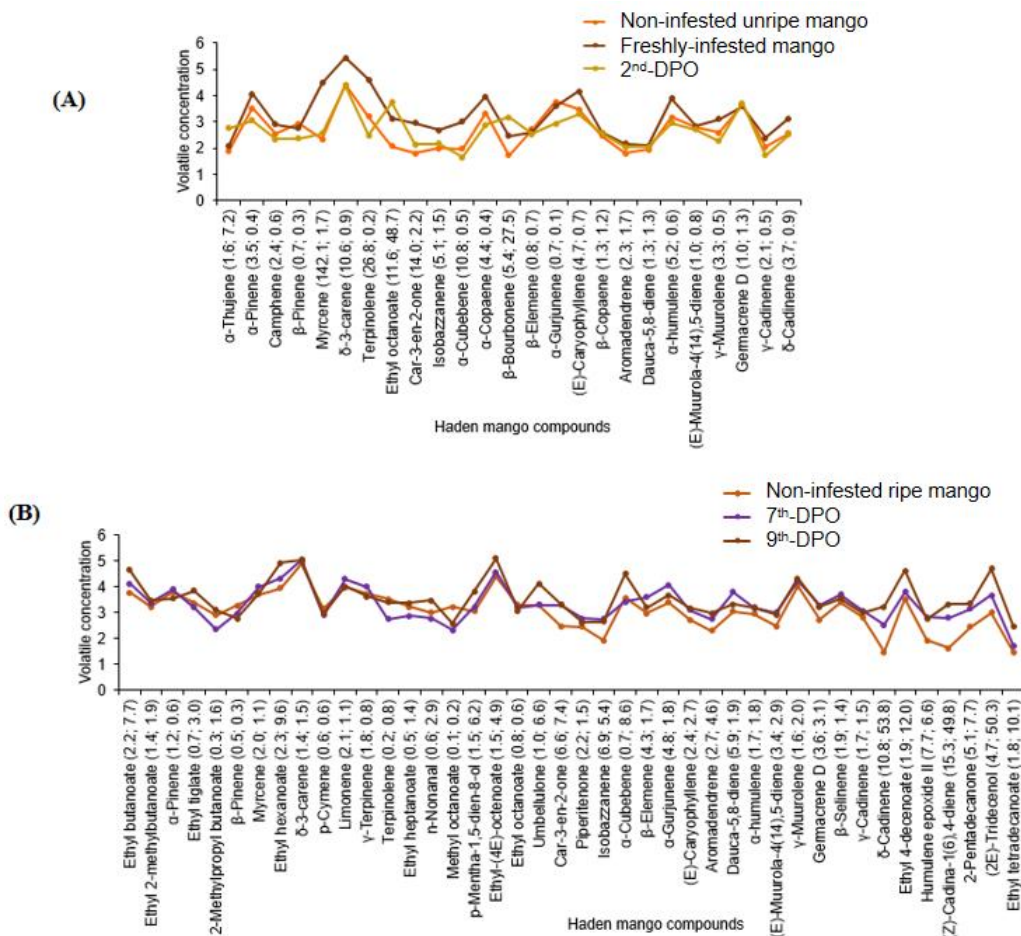 Non-infested unripe mango
Freshly-infested mango
2nd-DPO
(A)
Volatile concentration
6
5
4
3
2
1
0
α-Thujene (1.6; 7.2)
α-Pinene (3.5; 0.4)
Camphene (2.4; 0.6)
β-Pinene (0.7; 0.3)
Myrcene (142.1; 1.7)
δ-3-carene (10.6; 0.9)
Terpinolene (26.8; 0.2)
Ethyl octanoate (11.6; 48.7)
Car-3-en-2-one (14.0; 2.2)
Isobazzanene (5.1; 1.5)
α-Cubebene (10.8; 0.5)
α-Copaene (4.4; 0.4)
β-Bourbonene (5.4; 27.5)
β-Elemene (0.8; 0.7)
α-Gurjunene (0.7; 0.1)
(E)-Caryophyllene (4.7; 0.7)
β-Copaene (1.3; 1.2)
Aromadendrene (2.3; 1.7)
Dauca-5,8-diene (1.3; 1.3)
α-humulene (5.2; 0.6)
(E)-Muurola-4(14),5-diene (1.0; 0.8)
γ-Muurolene (3.3; 0.5)
Germacrene D (1.0; 1.3)
γ-Cadinene (2.1; 0.5)
δ-Cadinene (3.7; 0.9)
Haden mango compounds
Non-infested ripe mango
7th-DPO
9th-DPO
(B)
Volatile concentration
6
5
4
3
2
1
0
Ethyl butanoate (2.2; 7.7)
Ethyl 2-methylbutanoate (1.4; 1.9)
α-Pinene (1.2; 0.6)
Ethyl tiglate (0.7; 3.0)
2-Methylpropyl butanoate (0.3; 1.6)
β-Pinene (0.5; 0.3)
Myrcene (2.0; 1.1)
Ethyl hexanoate (2.3; 9.6)
δ-3-carene (1.4; 1.5)
p-Cymene (0.6; 0.6)
Limonene (2.1; 1.1)
γ-Terpinene (1.8; 0.8)
Terpinolene (0.2; 0.8)
Ethyl heptanoate (0.5; 1.4)
n-Nonanal (0.6; 2.9)
Methyl octanoate (0.1; 0.2)
p-Mentha-1,5-dien-8-ol (1.5; 6.2)
Ethyl-(4E)-octenoate (1.5; 4.9)
Ethyl octanoate (0.8; 0.6)
Umbellulone (1.0; 6.6)
Car-3-en-2-one (6.6; 7.4)
Piperitenone (2.2; 1.5)
Isobazzanene (6.9; 5.4)
α-Cubebene (0.7; 8.6)
β-Elemene (4.3; 1.7)
α-Gurjunene (4.8; 1.8)
(E)-Caryophyllene (2.4; 2.7)
Aromadendrene (2.7; 4.6)
Dauca-5,8-diene (5.9; 1.9)
α-humulene (1.7; 1.8)
(E)-Muurola-4(14),5-diene (3.4; 2.9)
γ-Muurolene (1.6; 2.0)
Germacrene D (3.6; 3.1)
β-Selinene (1.9; 1.4)
γ-Cadinene (1.7; 1.5)
δ-Cadinene (10.8; 53.8)
Ethyl 4-decenoate (1.9; 12.0)
Humulene epoxide II (7.7; 6.6)
(Z)-Cadina-1(6),4-diene (15.3; 49.8)
2-Pentadecanone (5.1; 7.7)
(2E)-Tridecenol (4.7; 50.3)
Ethyl tetradecanoate (1.8; 10.1)
Haden mango compounds